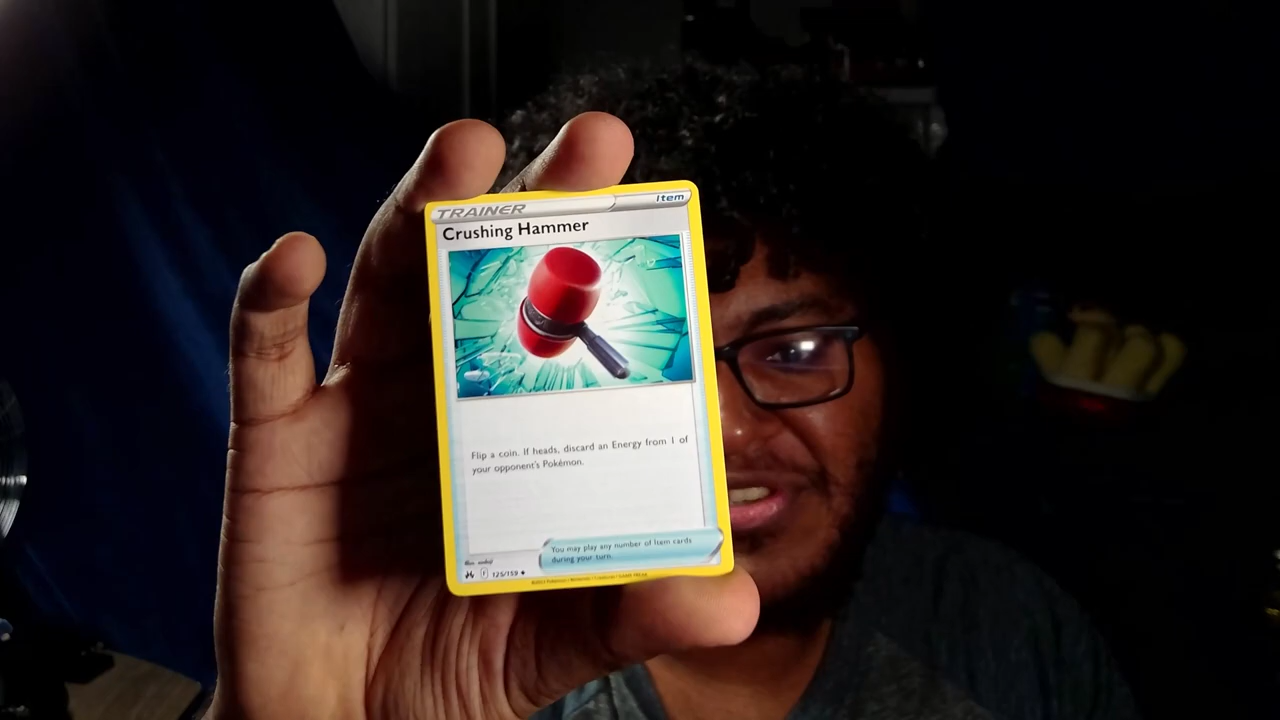 TRAINER
Item
Crushing Hammer
Flip a coin. If heads, discard an Energy from 1 of
your opponent's Pokémon.
You may play any number of Item cards
during your turn.
125/159